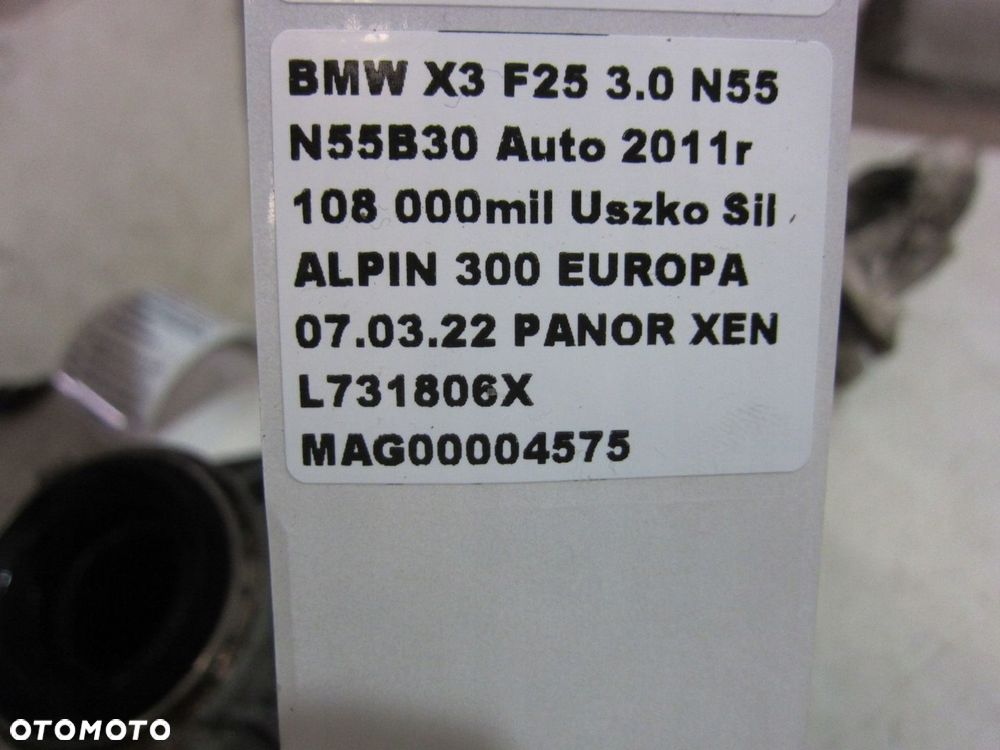 BMW X3 F25 3.0 N55
N55B30 Auto 2011r
108 000mil Uszko Sil
ALPIN 300 EUROPA
07.03.22 PANOR XEN
L731806X
MAG00004575
OTOMOTO